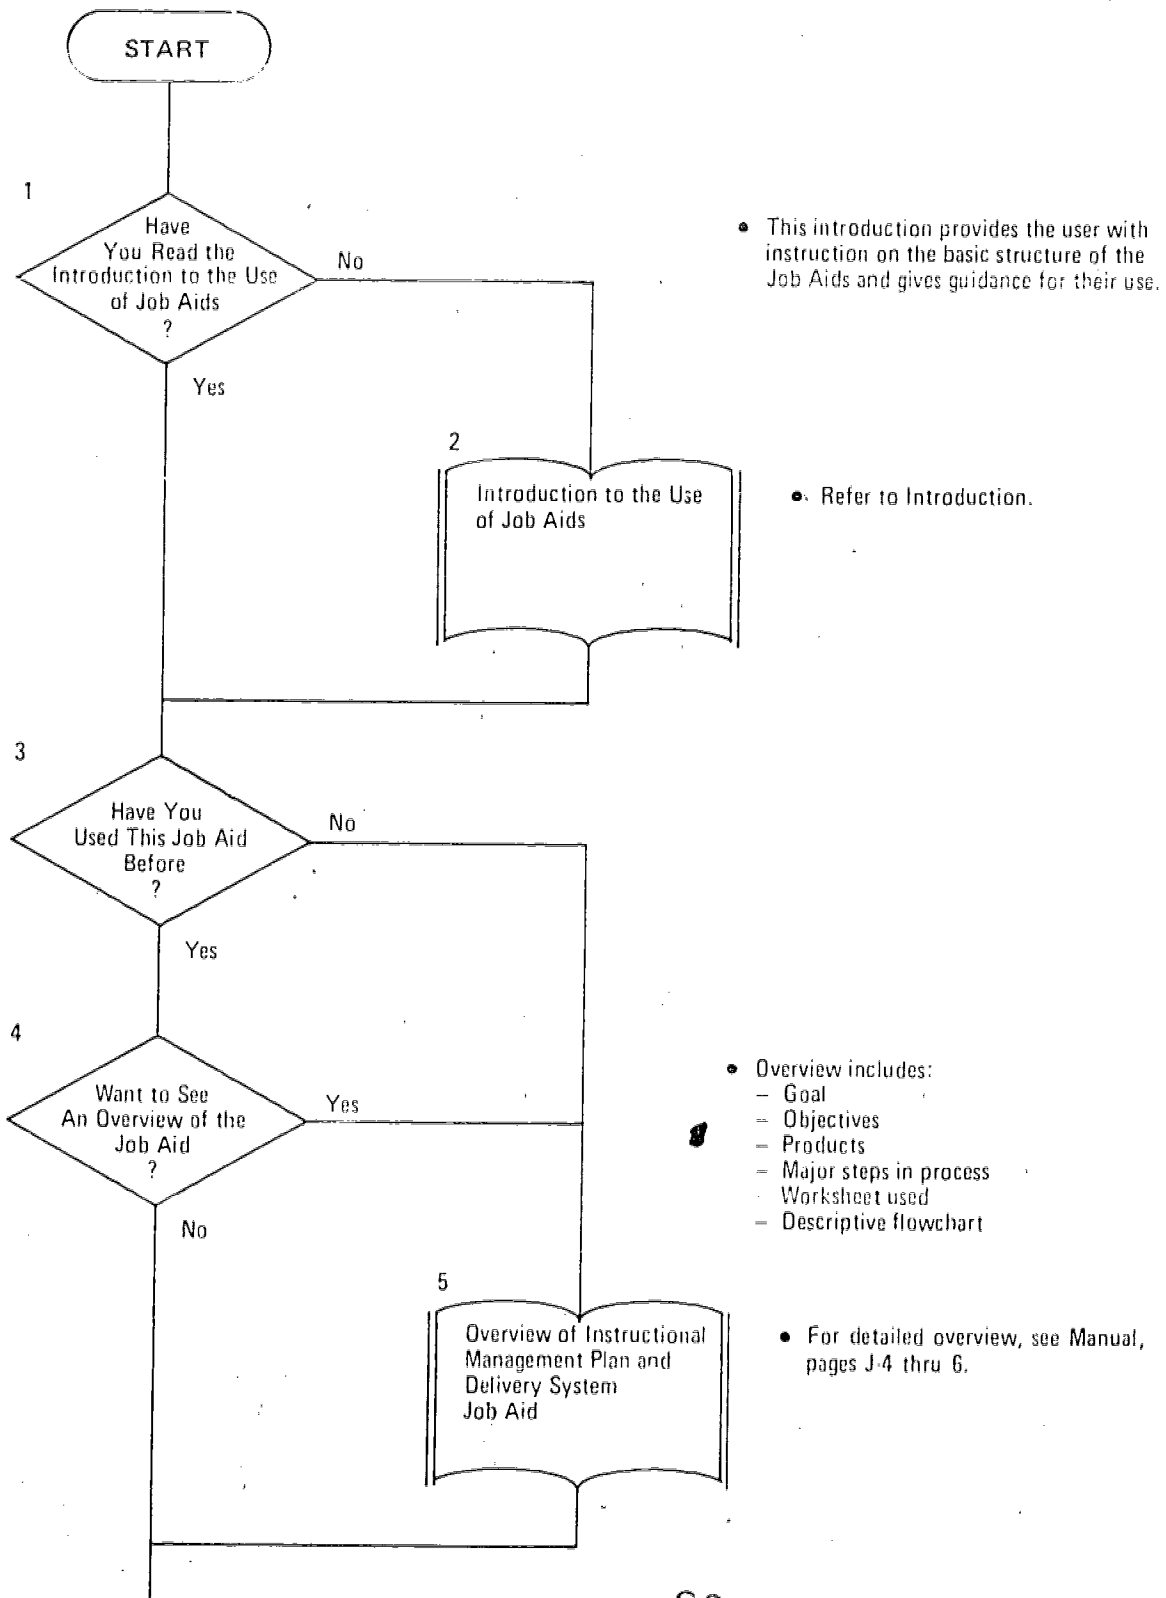 START
1
Have
You Read the
Introduction to the Use
of Job Aids
?
No
Yes
• This introduction provides the user with
instruction on the basic structure of the
Job Aids and gives guidance for their use.
2
Introduction to the Use
of Job Aids
• Refer to Introduction.
3
Have You
Used This Job Aid
Before
?
No
Yes
4
Want to See
An Overview of the
Job Aid
?
Yes
No
• Overview includes:
– Goal
– Objectives
– Products
– Major steps in process
Worksheet used
– Descriptive flowchart
5
Overview of Instructional
Management Plan and
Delivery System
Job Aid
• For detailed overview, see Manual,
pages J-4 thru 6.